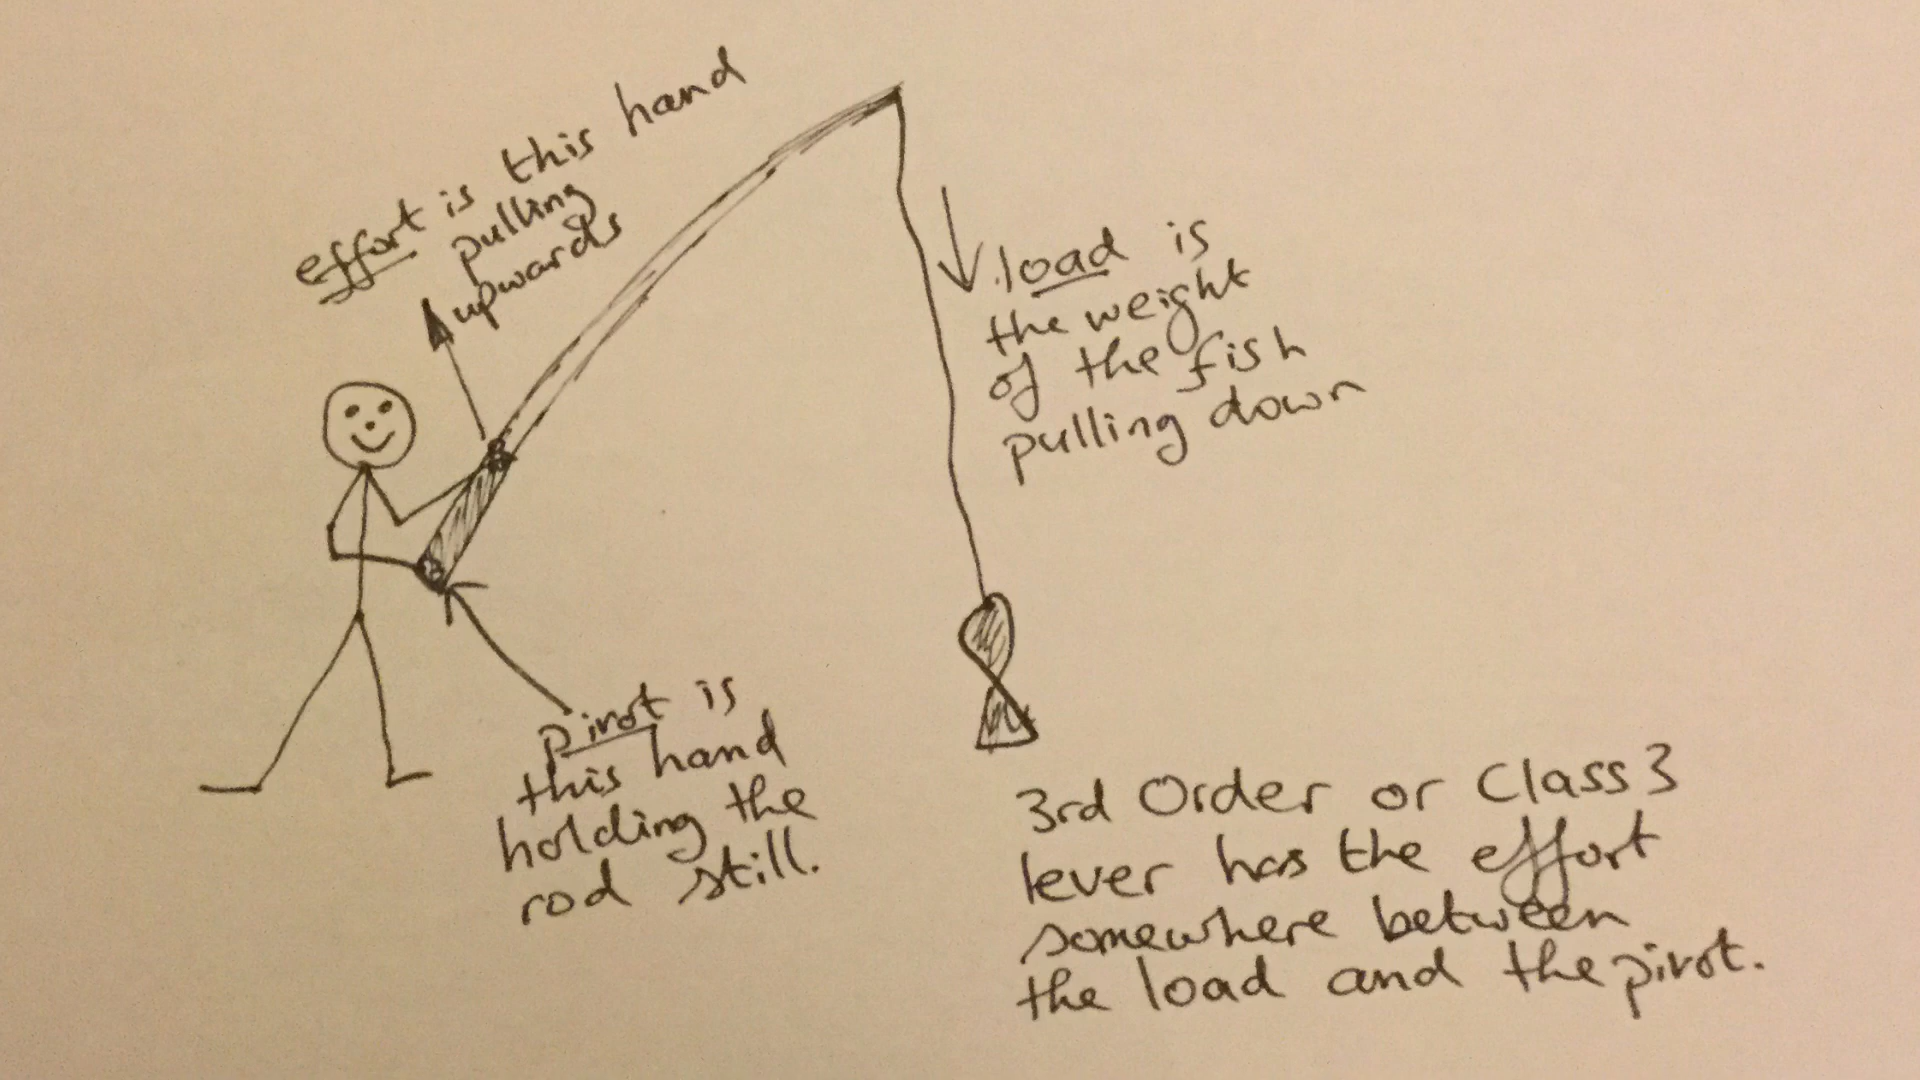 effort is this hand
pulling
upwards
load is
the weight
of the fish
pulling down
pivot is
this hand
holding the
rod still.
3rd Order or Class 3
lever has the effort
somewhere between
the load and the pivot.